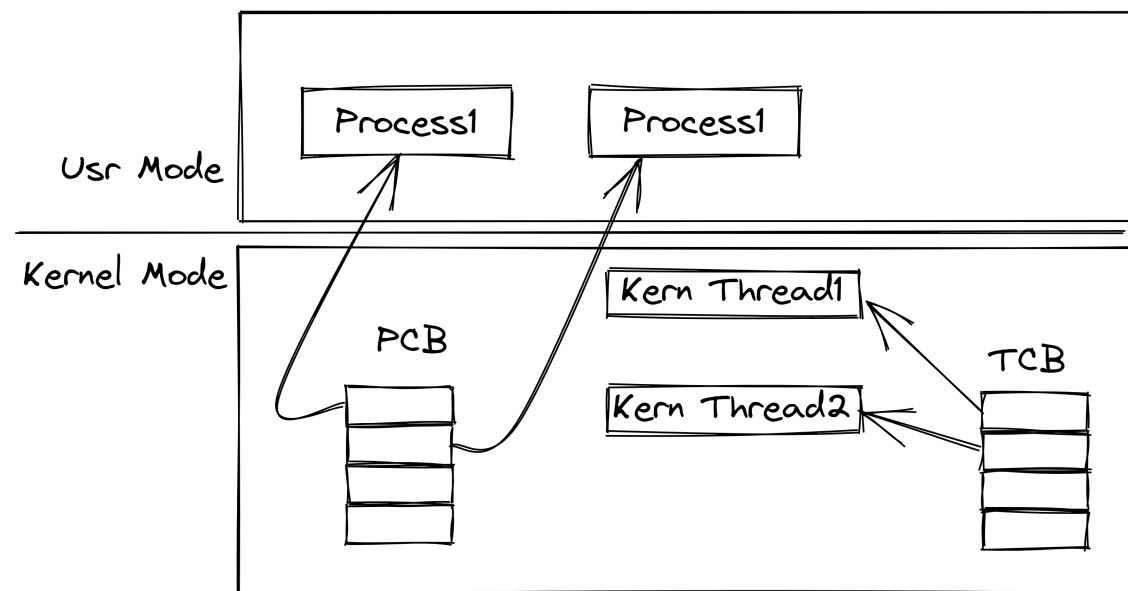 Process1
Process1
Usr Mode
Kernel Mode
Kern Thread1
PCB
TCB
Kern Thread2